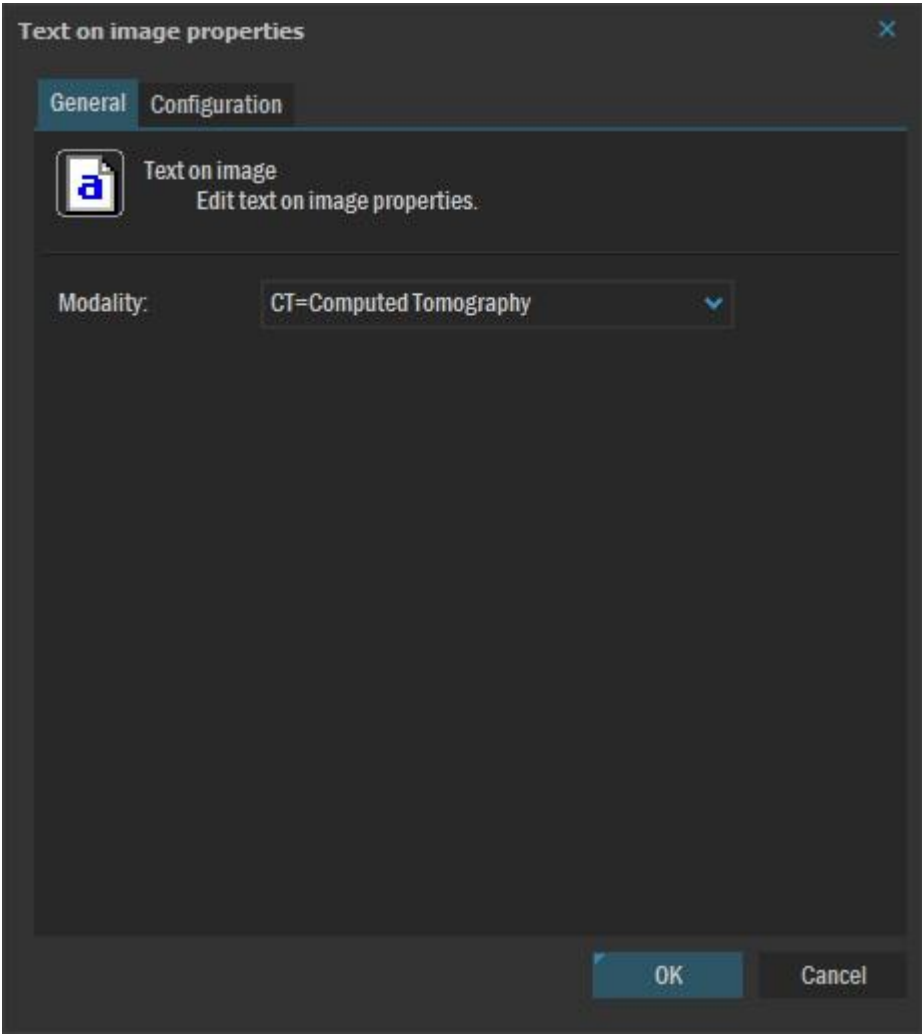 Text on image properties
General Configuration
a
Text on image
Edit text on image properties.
Modality: CT=Computed Tomography
OK Cancel